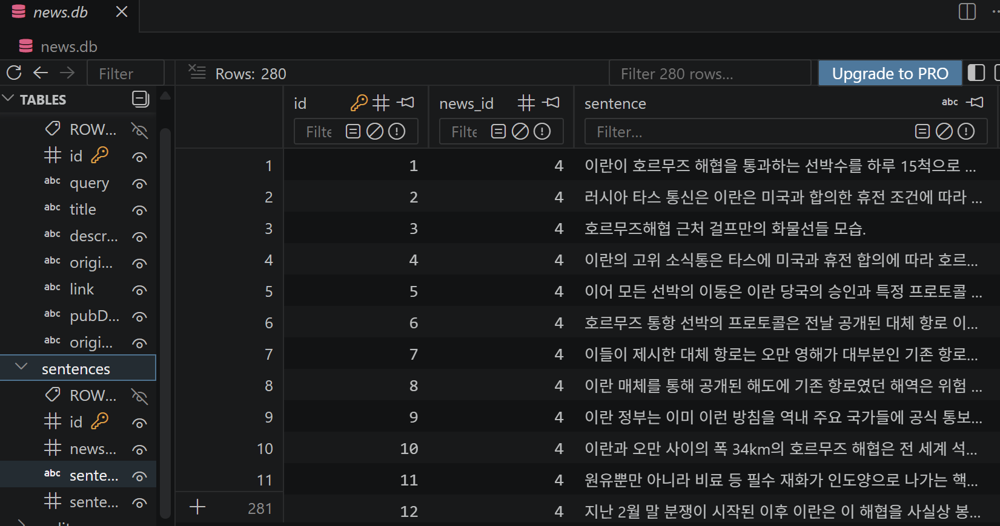 news.db
news.db
Filter
Rows: 280
Filter 280 rows...
Upgrade to PRO
TABLES
ROW...
id
query
title
descr...
origi...
link
pubD...
origi...
sentences
ROW...
id
news...
abc sente...
sente...
id news_id sentence abc
Filte Filte Filter...
1 1 4 이란이 호르무즈 해협을 통과하는 선박수를 하루 15척으로 ...
2 2 4 러시아 타스 통신은 이란은 미국과 합의한 휴전 조건에 따라 ...
3 3 4 호르무즈해협 근처 걸프만의 화물선들 모습.
4 4 4 이란의 고위 소식통은 타스에 미국과 휴전 합의에 따라 호르...
5 5 4 이어 모든 선박의 이동은 이란 당국의 승인과 특정 프로토콜 ...
6 6 4 호르무즈 통항 선박의 프로토콜은 전날 공개된 대체 항로 이...
7 7 4 이들이 제시한 대체 항로는 오만 영해가 대부분인 기존 항로...
8 8 4 이란 매체를 통해 공개된 해도에 기존 항로였던 해역은 위험 ...
9 9 4 이란 정부는 이미 이런 방침을 역내 주요 국가들에 공식 통보...
10 10 4 이란과 오만 사이의 폭 34km의 호르무즈 해협은 전 세계 석...
11 11 4 원유뿐만 아니라 비료 등 필수 재화가 인도양으로 나가는 핵...
281 12 4 지난 2월 말 분쟁이 시작된 이후 이란은 이 해협을 사실상 봉...